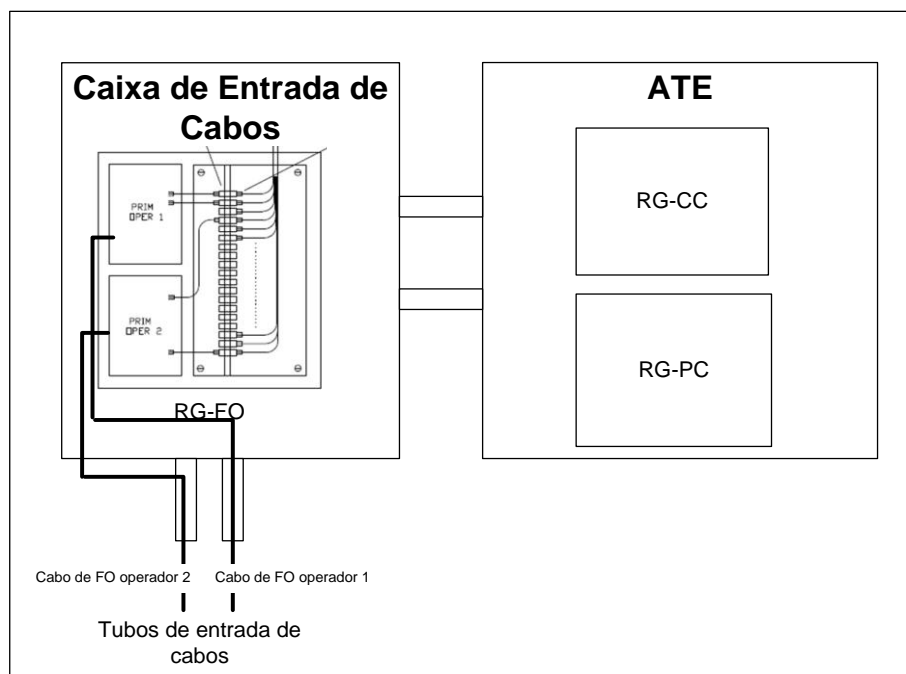 Caixa de Entrada de
Cabos
ATE
PRIM
OPER 1
PRIM
OPER 2
RG-CC
RG-PC
RG-FO
Cabo de FO operador 2
Cabo de FO operador 1
Tubos de entrada de
cabos